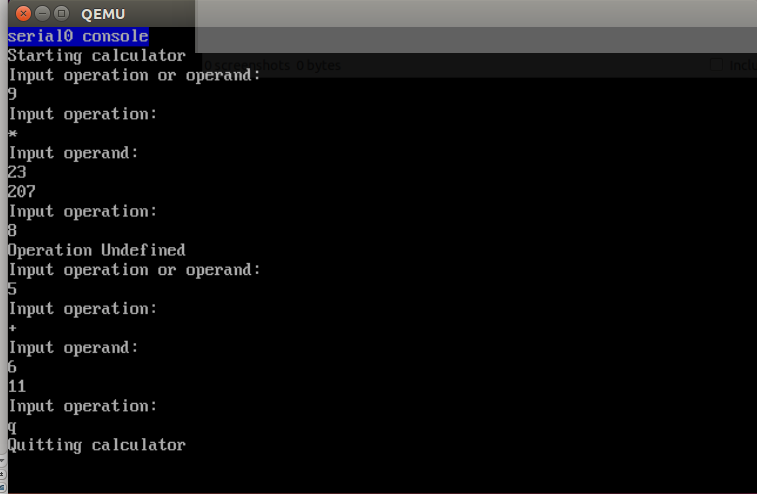 QEMU
serial0 console
Starting calculator
0 screenshots 0 bytes
Inclu
Input operation or operand:
9
Input operation:
*
Input operand:
23
207
Input operation:
8
Operation Undefined
Input operation or operand:
5
Input operation:
+
Input operand:
6
11
Input operation:
q
Quitting calculator